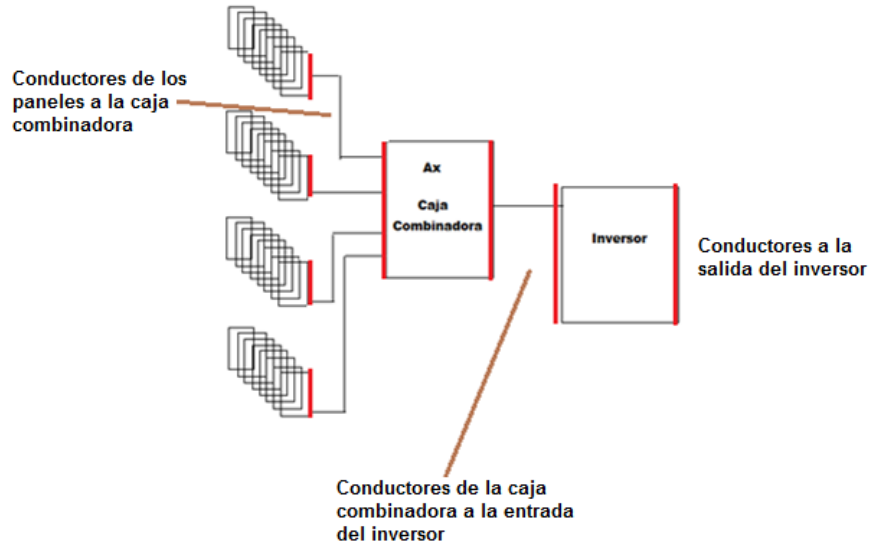 Conductores de los
paneles a la caja
combinadora
Ax
Caja
Combinadora
Inversor
Conductores a la
salida del inversor
Conductores de la caja
combinadora a la entrada
del inversor